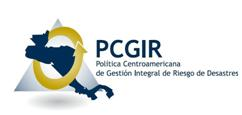 PCGIR
Política Centroamericana
de Gestión Integral de Riesgo de Desastres